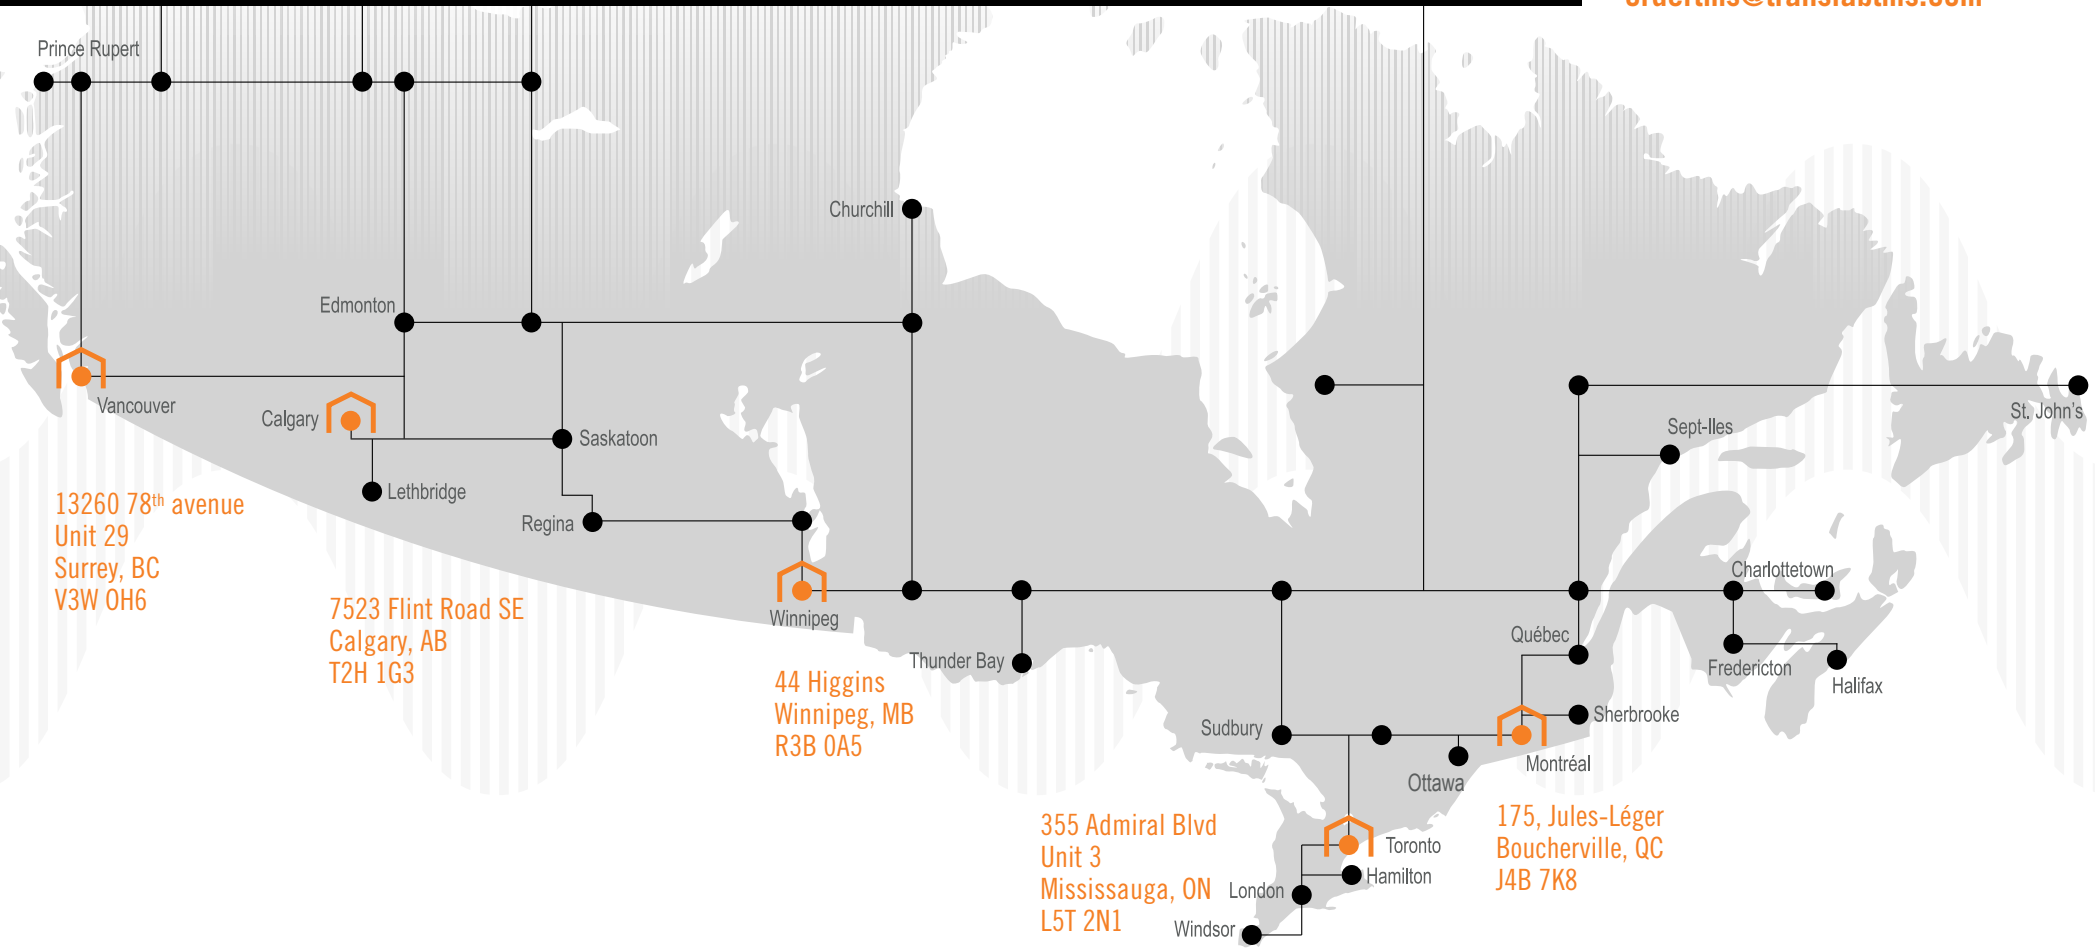 Prince Rupert
Churchill
Edmonton
Vancouver
Calgary
Saskatoon
Lethbridge
Regina
Winnipeg
Thunder Bay
Sudbury
Ottawa
Montréal
Sherbrooke
Québec
Sept-Iles
St. John's
Charlottetown
Fredericton
Halifax
Toronto
Hamilton
London
Windsor
13260 78th avenue
Unit 29
Surrey, BC
V3W 0H6
7523 Flint Road SE
Calgary, AB
T2H 1G3
44 Higgins
Winnipeg, MB
R3B 0A5
355 Admiral Blvd
Unit 3
Mississauga, ON
L5T 2N1
175, Jules-Léger
Boucherville, QC
J4B 7K8